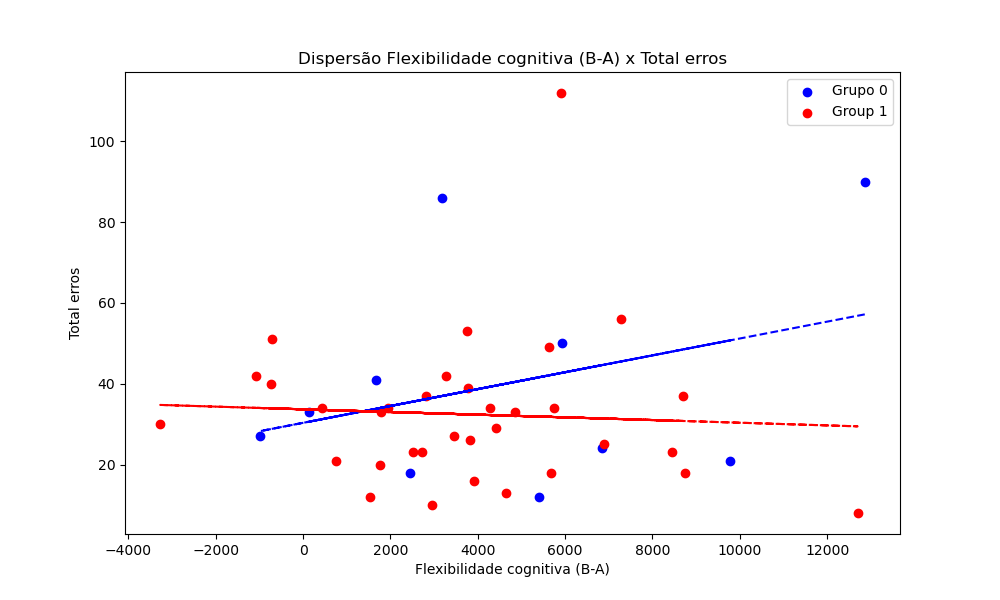 Dispersão Flexibilidade cognitiva (B-A) x Total erros
Grupo 0
Group 1
100
80
60
40
20
Total erros
−4000 −2000 0 2000 4000 6000 8000 10000 12000
Flexibilidade cognitiva (B-A)